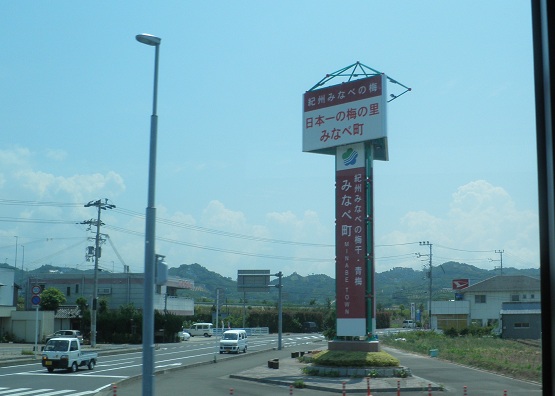 紀州みなべの梅
日本一の梅の里
みなべ町
紀州みなべの梅干・青梅
みなべ町 MINABE TOWN